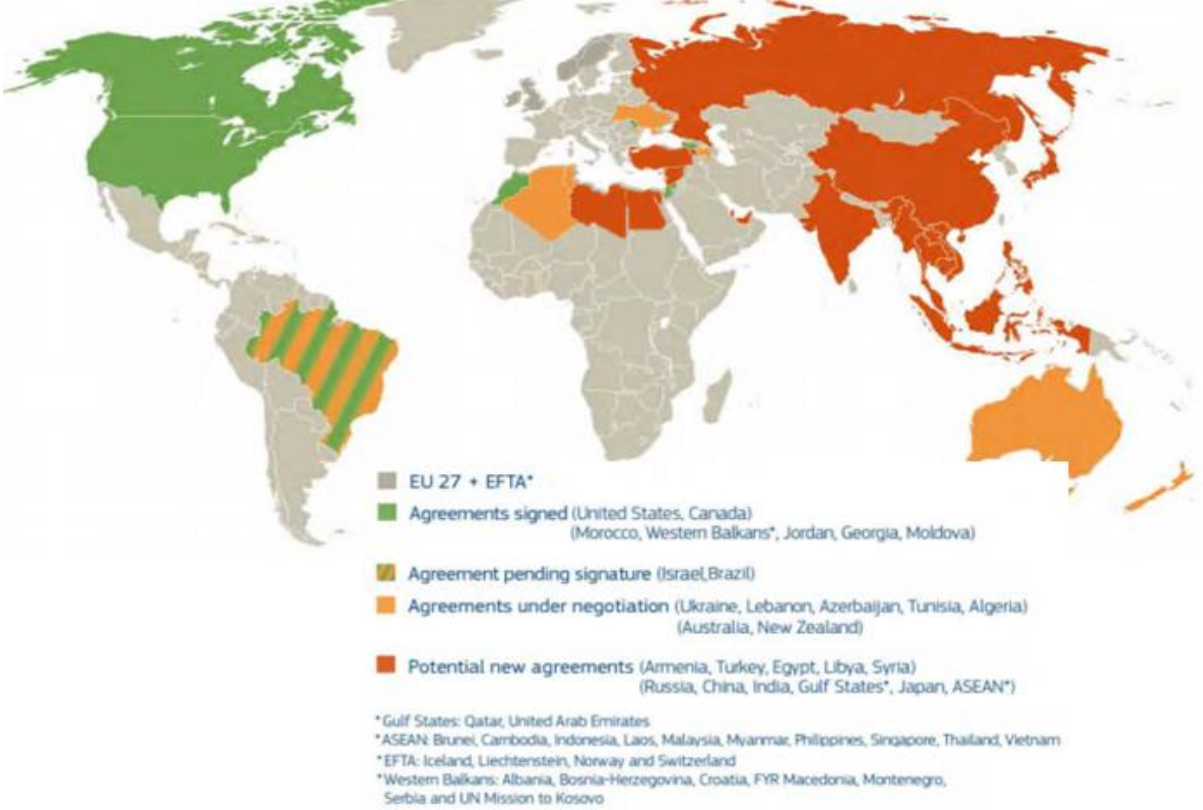 EU 27 + EFTA*
Agreements signed (United States, Canada)
(Morocco, Western Balkans*, Jordan, Georgia, Moldova)
Agreement pending signature (Israel,Brazil)
Agreements under negotiation (Ukraine, Lebanon, Azerbaijan, Tunisia, Algeria)
(Australia, New Zealand)
Potential new agreements (Armenia, Turkey, Egypt, Libya, Syria)
(Russia, China, India, Gulf States*, Japan, ASEAN*)
*Gulf States: Qatar, United Arab Emirates
*ASEAN: Brunei, Cambodia, Indonesia, Laos, Malaysia, Myanmar, Philippines, Singapore, Thailand, Vietnam
*EFTA: Iceland, Liechtenstein, Norway and Switzerland
*Western Balkans: Albania, Bosnia-Herzegovina, Croatia, FYR Macedonia, Montenegro,
Serbia and UN Mission to Kosovo